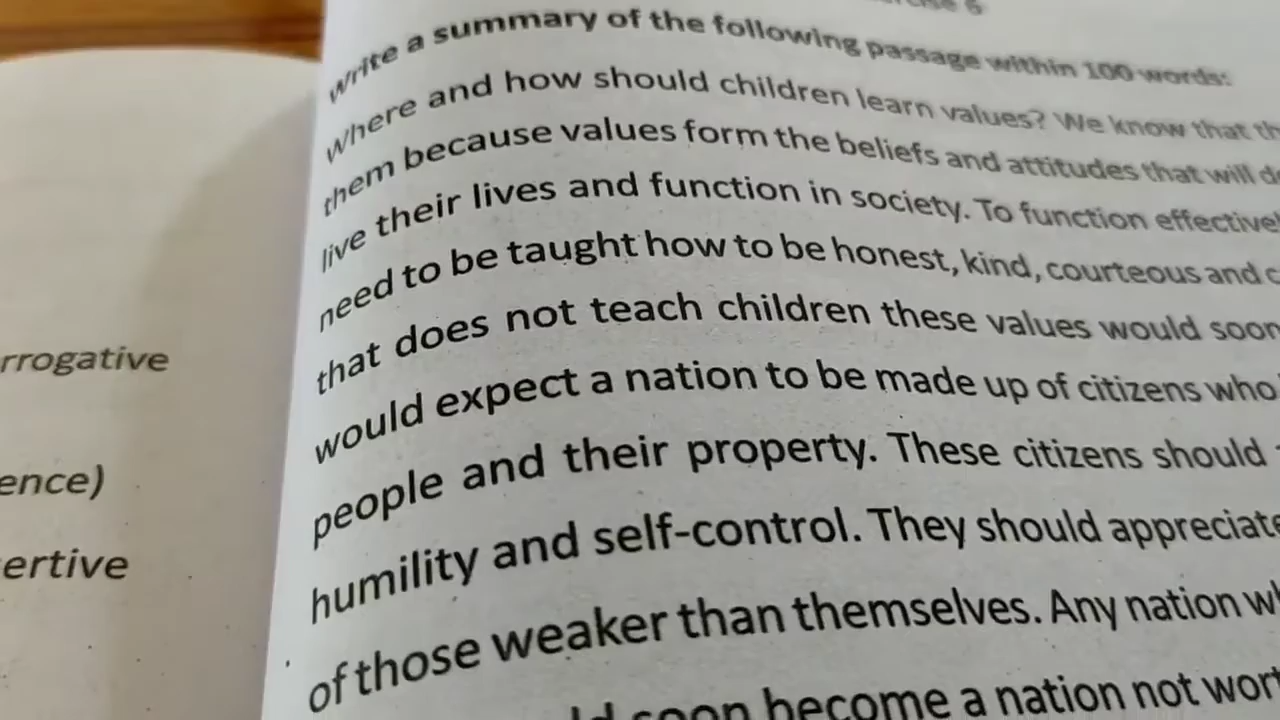 6
Write a summary of the following passage within 100 words:
Where and how should children learn values? We know that
them because values form the beliefs and attitudes that will
live their lives and function in society. To function
need to be taught how to be honest, kind, courteous and
that does not teach children these values would soon
would expect a nation to be made up of citizens who
people and their property. These citizens should
humility and self-control. They should
of those weaker than themselves. Any nation
soon become a nation not
rrogative
ence)
ertive